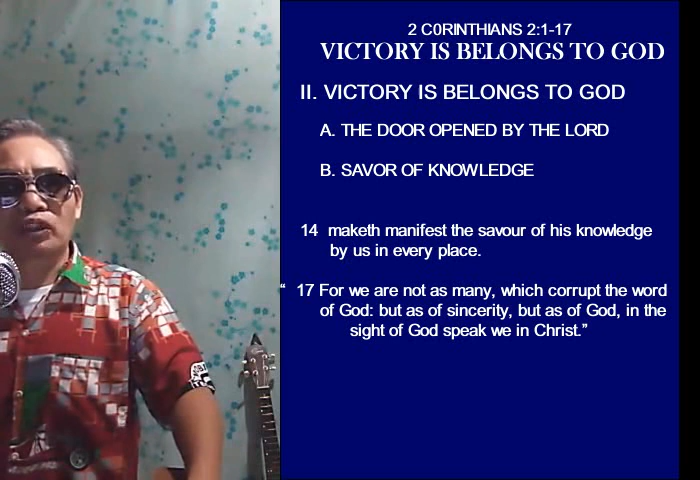 2 C0RINTHIANS 2:1-17
VICTORY IS BELONGS TO GOD
II. VICTORY IS BELONGS TO GOD
A. THE DOOR OPENED BY THE LORD
B. SAVOR OF KNOWLEDGE
14 maketh manifest the savour of his knowledge
by us in every place.
“ 17 For we are not as many, which corrupt the word
of God: but as of sincerity, but as of God, in the
sight of God speak we in Christ.”